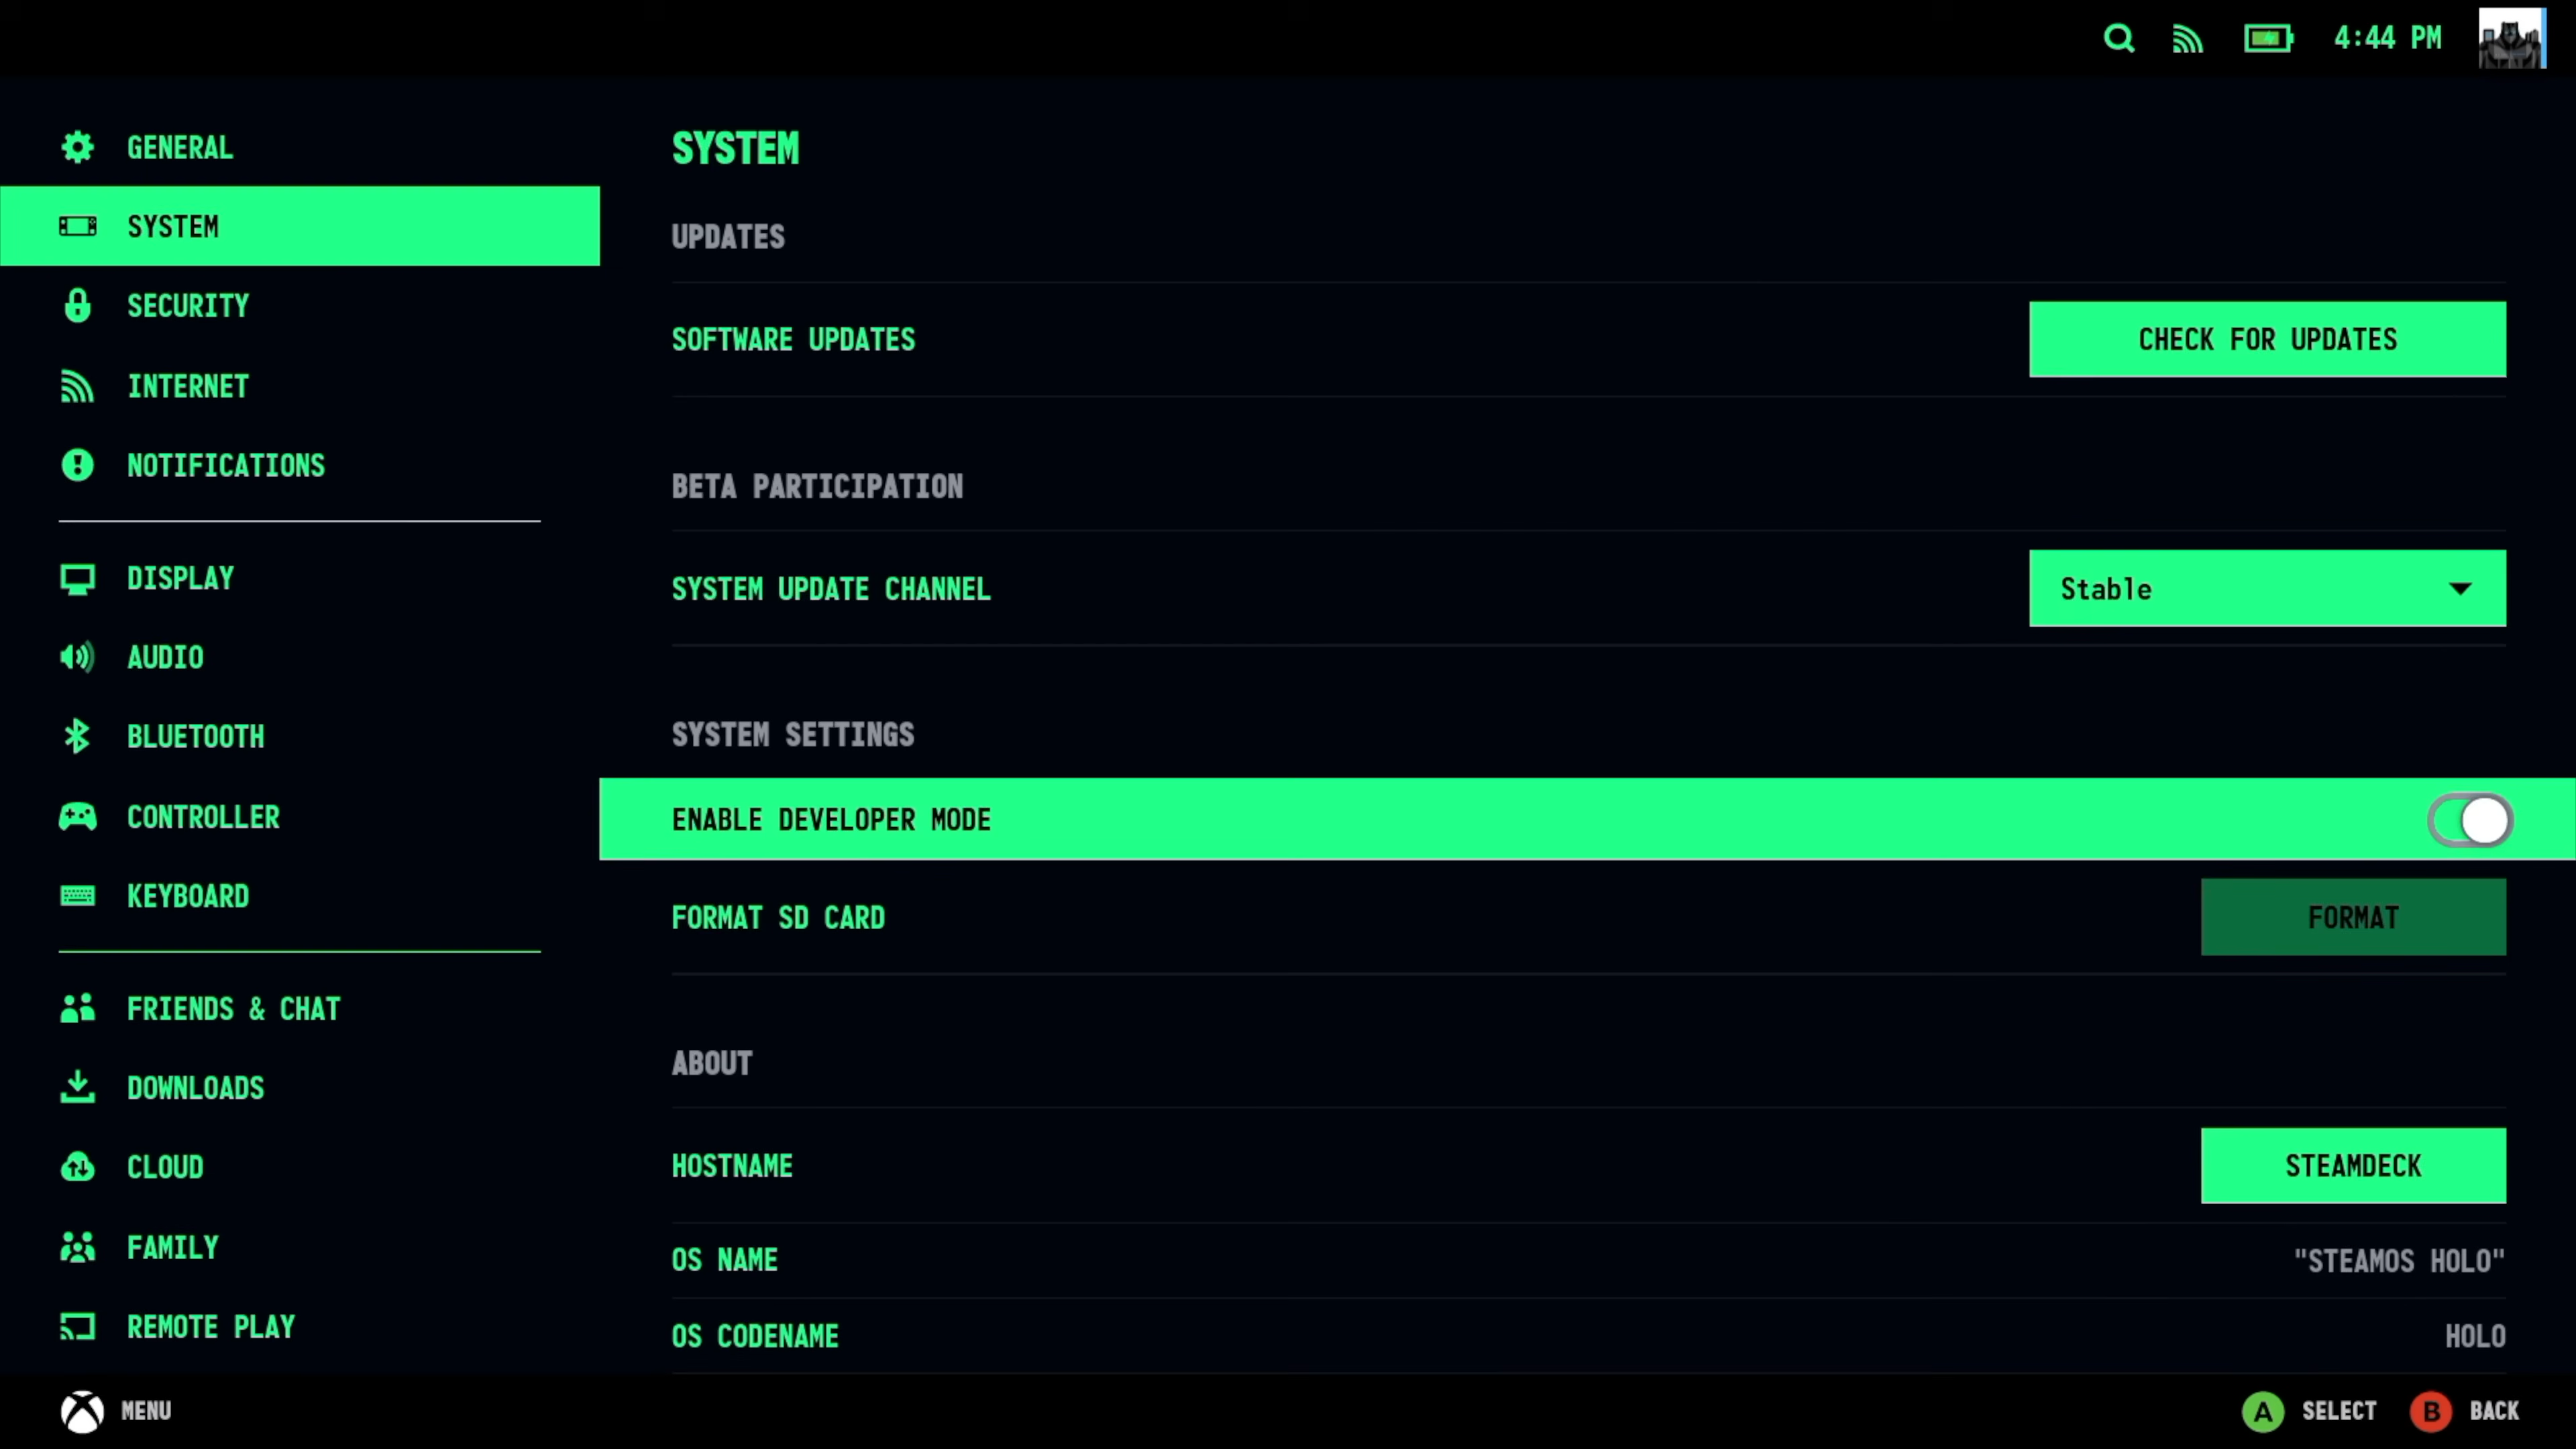 4:44 PM
GENERAL
SYSTEM
SECURITY
INTERNET
NOTIFICATIONS
DISPLAY
AUDIO
BLUETOOTH
CONTROLLER
KEYBOARD
FRIENDS & CHAT
DOWNLOADS
CLOUD
FAMILY
REMOTE PLAY
SYSTEM
UPDATES
SOFTWARE UPDATES
CHECK FOR UPDATES
BETA PARTICIPATION
SYSTEM UPDATE CHANNEL
Stable
SYSTEM SETTINGS
ENABLE DEVELOPER MODE
FORMAT SD CARD
FORMAT
ABOUT
HOSTNAME
STEAMDECK
OS NAME
"STEAMOS HOLO"
OS CODENAME
HOLO
MENU
A SELECT
B BACK